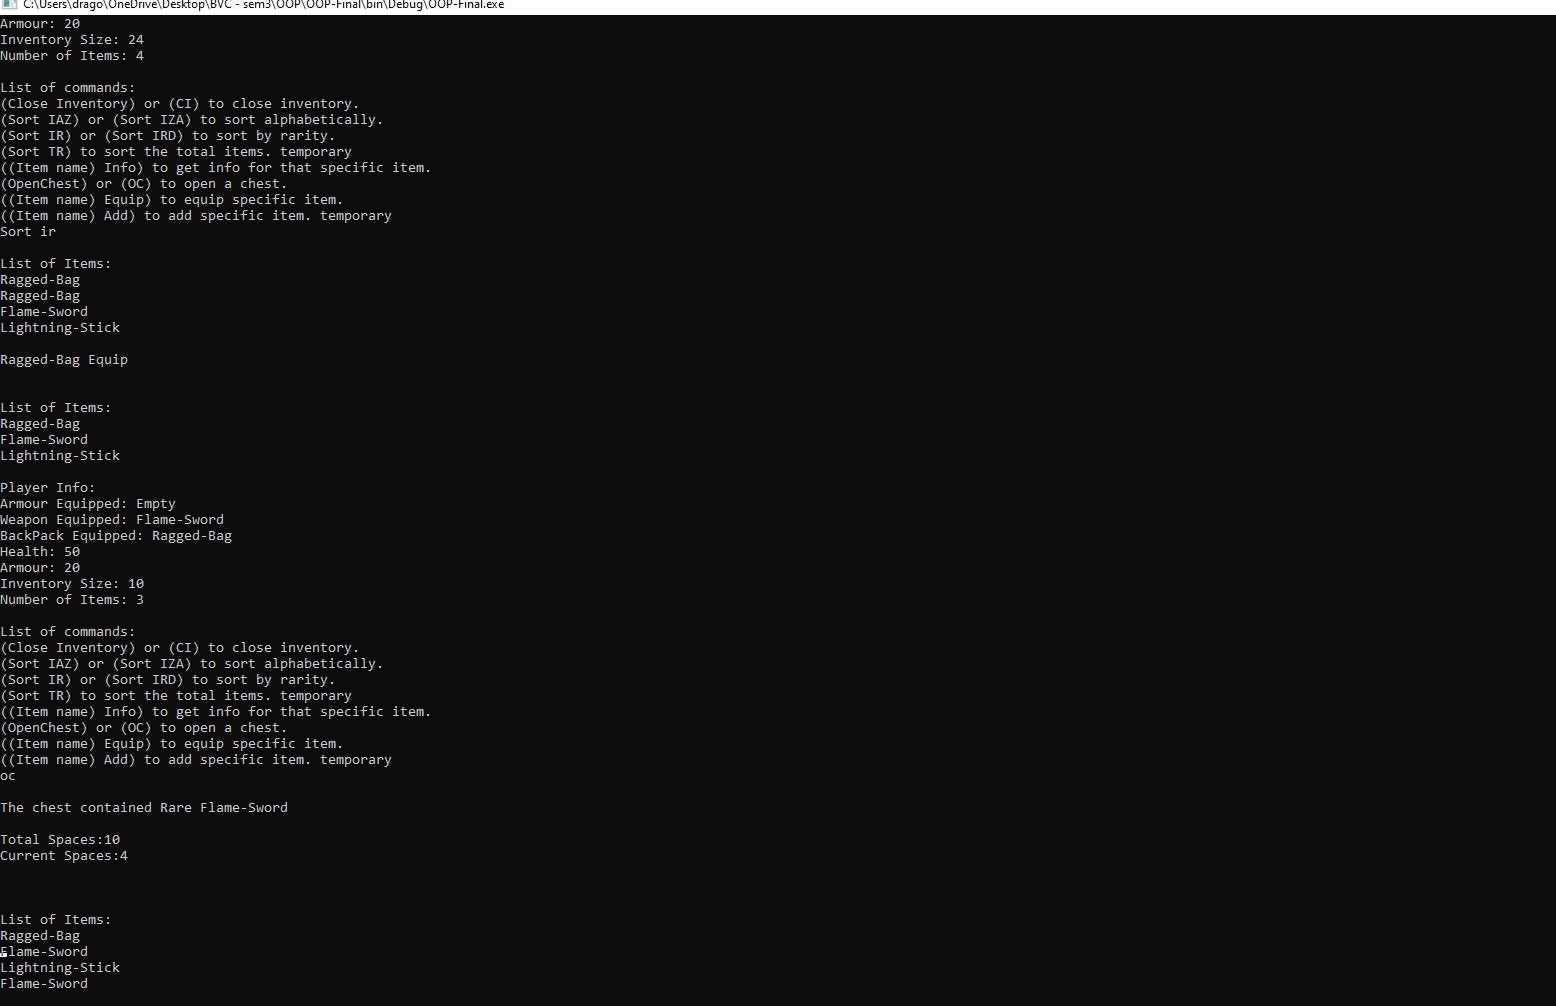 C:\Users\drago\OneDrive\Desktop\BVC - sem3\OOP\OOP-Final\bin\Debug\OOP-Final.exe
Armour: 20
Inventory Size: 24
Number of Items: 4
List of commands:
(Close Inventory) or (CI) to close inventory.
(Sort IAZ) or (Sort IZA) to sort alphabetically.
(Sort IR) or (Sort IRD) to sort by rarity.
(Sort TR) to sort the total items. temporary
((Item name) Info) to get info for that specific item.
(OpenChest) or (OC) to open a chest.
((Item name) Equip) to equip specific item.
((Item name) Add) to add specific item. temporary
Sort ir
List of Items:
Ragged-Bag
Ragged-Bag
Flame-Sword
Lightning-Stick
Ragged-Bag Equip
List of Items:
Ragged-Bag
Flame-Sword
Lightning-Stick
Player Info:
Armour Equipped: Empty
Weapon Equipped: Flame-Sword
BackPack Equipped: Ragged-Bag
Health: 50
Armour: 20
Inventory Size: 10
Number of Items: 3
List of commands:
(Close Inventory) or (CI) to close inventory.
(Sort IAZ) or (Sort IZA) to sort alphabetically.
(Sort IR) or (Sort IRD) to sort by rarity.
(Sort TR) to sort the total items. temporary
((Item name) Info) to get info for that specific item.
(OpenChest) or (OC) to open a chest.
((Item name) Equip) to equip specific item.
((Item name) Add) to add specific item. temporary
oc
The chest contained Rare Flame-Sword
Total Spaces:10
Current Spaces:4
List of Items:
Ragged-Bag
Flame-Sword
Lightning-Stick
Flame-Sword